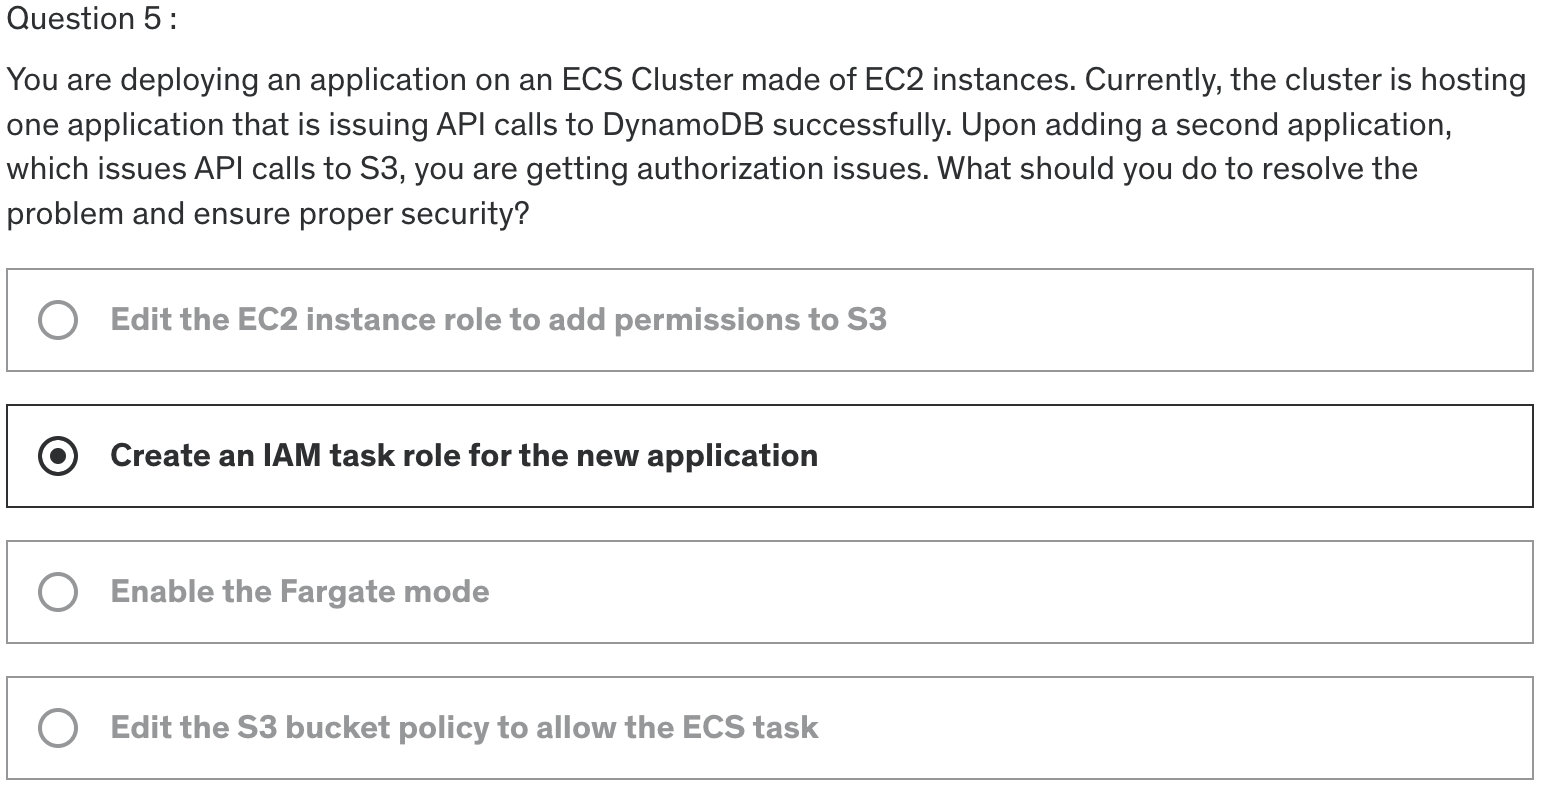 Question 5 :
You are deploying an application on an ECS Cluster made of EC2 instances. Currently, the cluster is hosting
one application that is issuing API calls to DynamoDB successfully. Upon adding a second application,
which issues API calls to S3, you are getting authorization issues. What should you do to resolve the
problem and ensure proper security?
Edit the EC2 instance role to add permissions to S3
Create an IAM task role for the new application
Enable the Fargate mode
Edit the S3 bucket policy to allow the ECS task